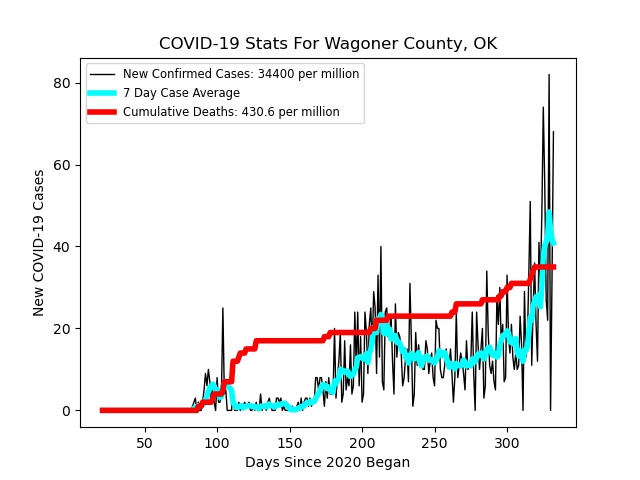 COVID-19 Stats For Wagoner County, OK
New Confirmed Cases: 34400 per million
7 Day Case Average
Cumulative Deaths: 430.6 per million
New COVID-19 Cases
80
60
40
20
0
50 100 150 200 250 300
Days Since 2020 Began